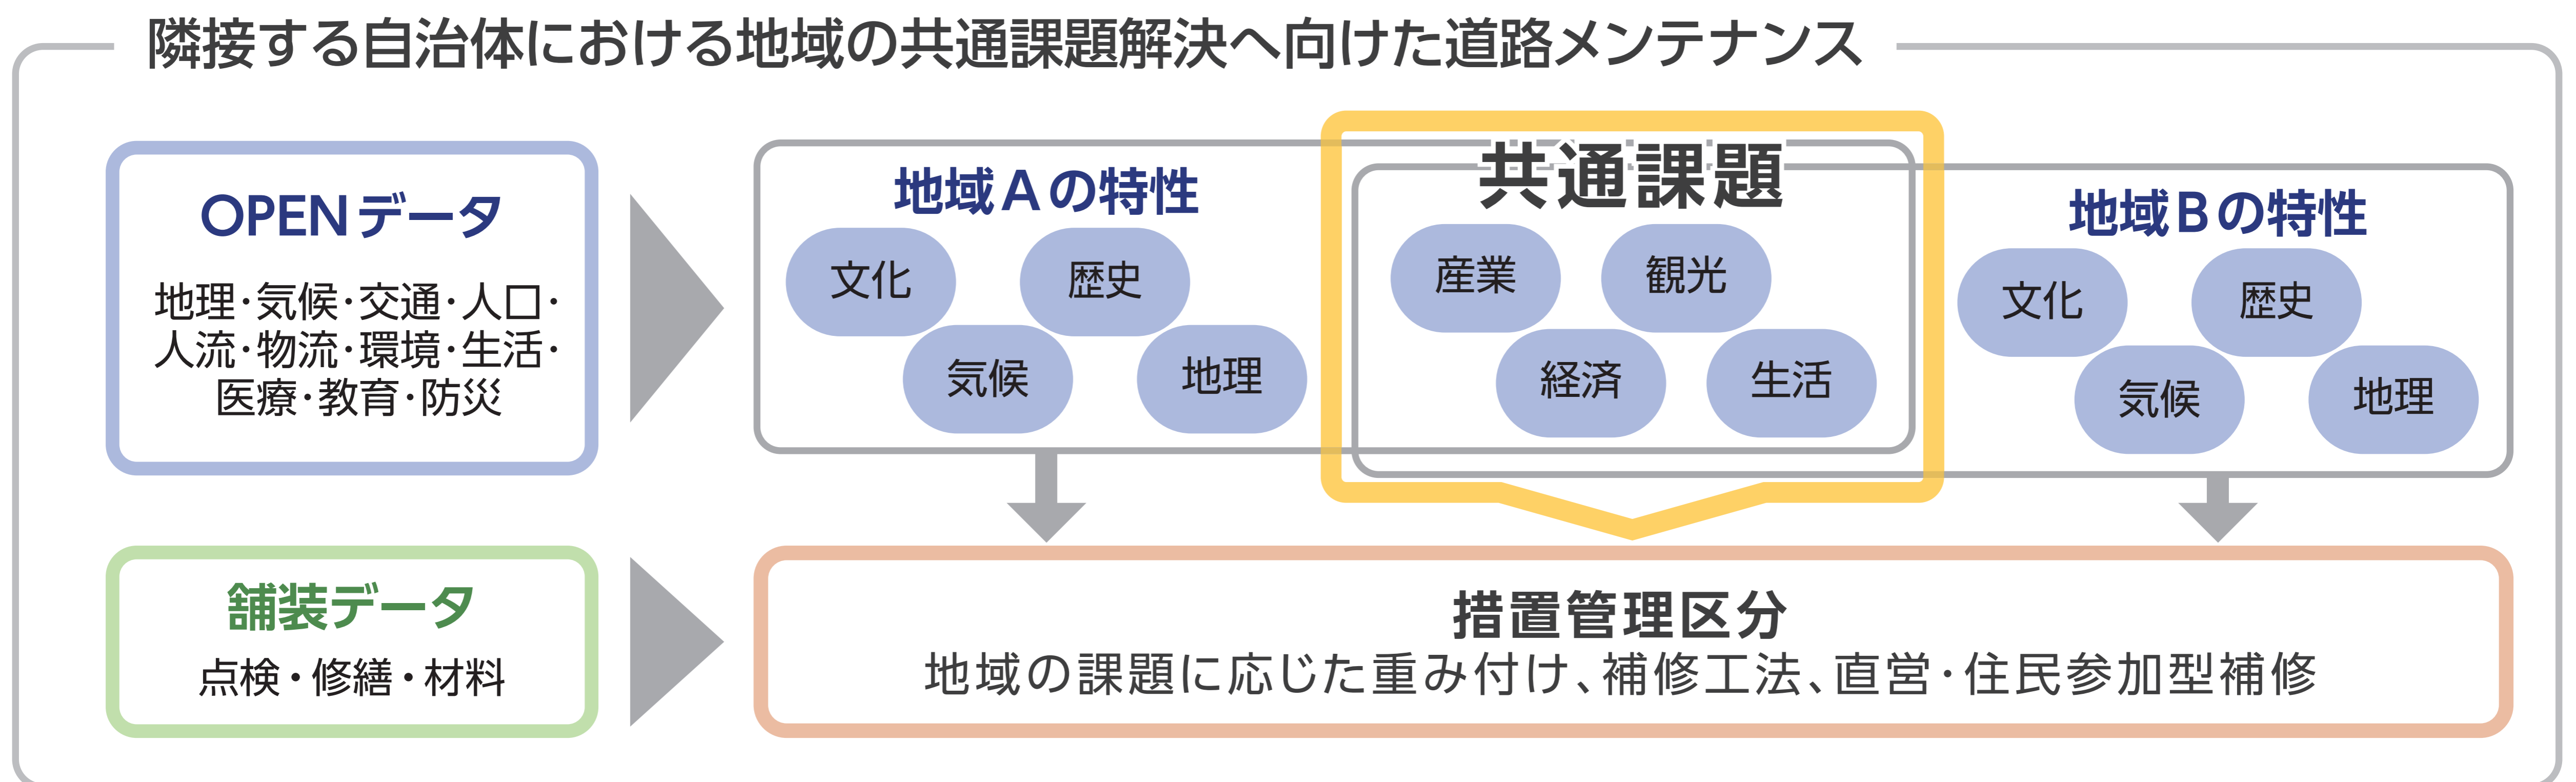 隣接する自治体における地域の共通課題解決へ向けた道路メンテナンス
OPENデータ
地理・気候・交通・人口・
人流・物流・環境・生活・
医療・教育・防災
地域Aの特性
文化
歴史
気候
地理
共通課題
産業
観光
経済
生活
地域Bの特性
文化
歴史
気候
地理
舗装データ
点検・修繕・材料
措置管理区分
地域の課題に応じた重み付け、補修工法、直営・住民参加型補修